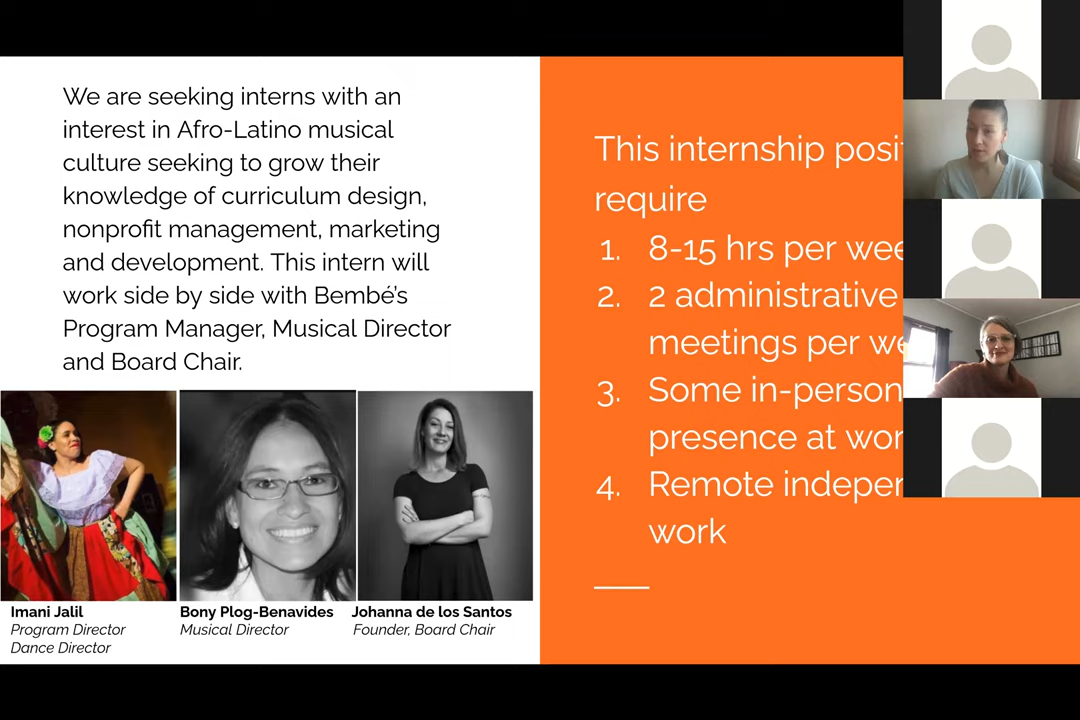 We are seeking interns with an
interest in Afro-Latino musical
culture seeking to grow their
knowledge of curriculum design,
nonprofit management, marketing
and development. This intern will
work side by side with Bembé's
Program Manager, Musical Director
and Board Chair.
Imani Jalil
Program Director
Dance Director
Bony Plog-Benavides
Musical Director
Johanna de los Santos
Founder, Board Chair
This internship
require
1. 8-15 hrs per
2. 2 administrative
meetings per
3. Some in-person
presence at
4. Remote
work